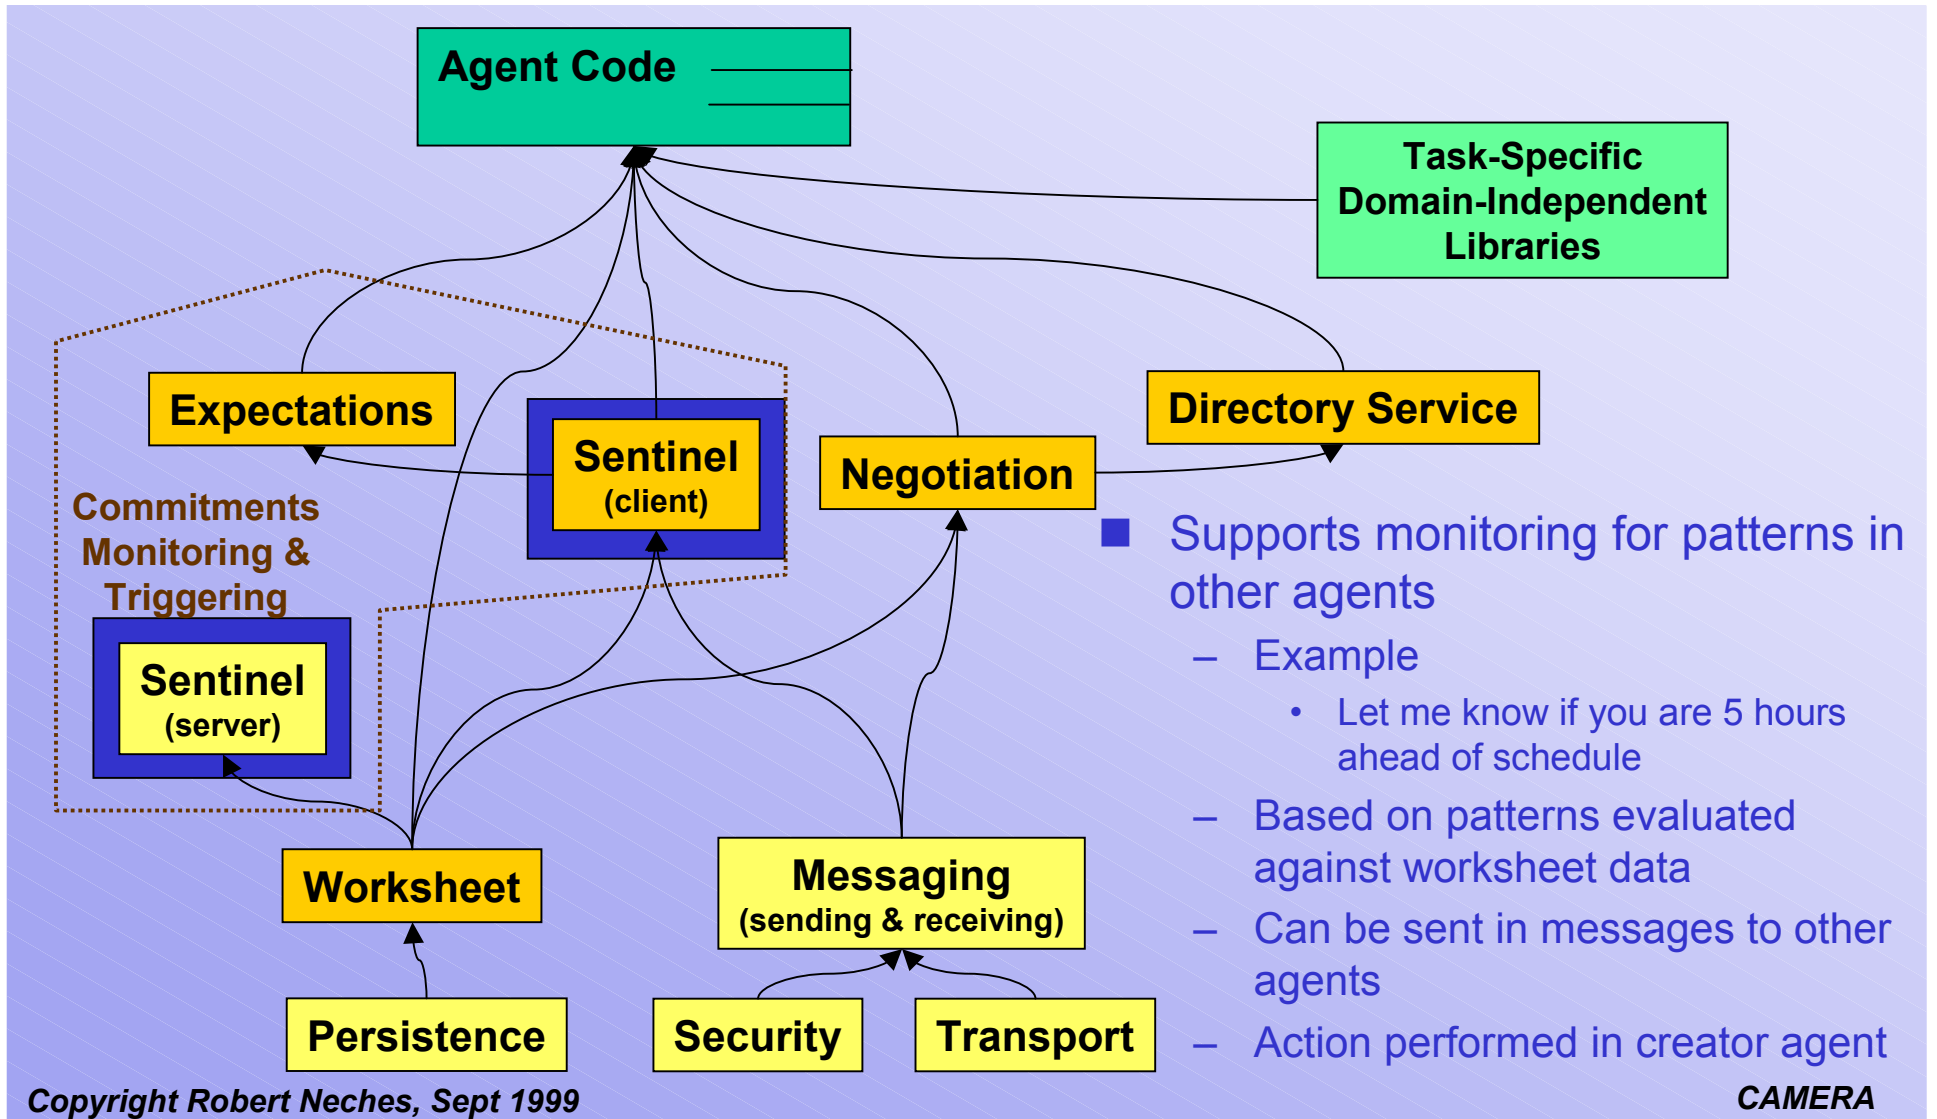 Agent Code
Task-Specific
Domain-Independent
Libraries
Expectations
Sentinel
(client)
Negotiation
Directory Service
Commitments
Monitoring &
Triggering
Sentinel
(server)
Worksheet
Messaging
(sending & receiving)
Persistence
Security
Transport
Supports monitoring for patterns in
other agents
– Example
• Let me know if you are 5 hours
ahead of schedule
– Based on patterns evaluated
against worksheet data
– Can be sent in messages to other
agents
– Action performed in creator agent
Copyright Robert Neches, Sept 1999
CAMERA